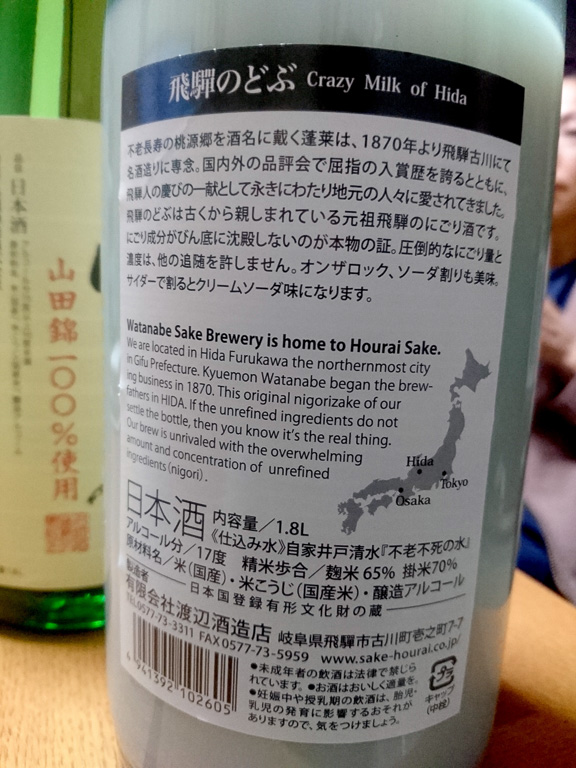 飛騨のどぶ Crazy Milk of Hida
不老長寿の桃源郷を酒名に戴く蓬莱は、1870年より飛騨古川にて
名酒造りに専念。国内外の品評会で屈指の入賞歴を誇るとともに、
飛騨人の慶びの一献として永きにわたり地元の人々に愛されてきました。
飛騨のどぶは古くから親しまれている元祖飛騨のにごり酒です。
にごり成分がびん底に沈殿しないのが本物の証。圧倒的なにごり量と
濃度は、他の追随を許しません。オンザロック、ソーダ割りも美味。
サイダーで割るとクリームソーダ味になります。
Watanabe Sake Brewery is home to Hourai Sake.
We are located in Hida Furukawa the northernmost city
in Gifu Prefecture. Kyuemon Watanabe began the brew-
ing business in 1870. This original nigorizake of our
fathers in HIDA. If the unrefined ingredients do not
settle the bottle, then you know it's the real thing.
Our brew is unrivaled with the overwhelming
amount and concentration of unrefined
ingredients(nigori).
Hida
Tokyo
Osaka
日本酒 内容量／1.8L
《仕込み水》自家井戸清水『不老不死の水』
アルコール分／17度 精米歩合／麹米65% 掛米70%
原材料名／米(国産)・米こうじ(国産米)・醸造アルコール
製造者 日本国登録有形文化財の蔵
有限会社渡辺酒造店 岐阜県飛騨市古川町壱之町7-7
TEL0577-73-3311 FAX0577-73-5959 www.sake-hourai.co.jp/
4 941392 102605
●未成年者の飲酒は法律で禁じら
れています。●お酒はおいしく適量を。
●妊娠中や授乳期の飲酒は、胎児・
乳児の発育に影響するおそれが
ありますので、気をつけましょう。
キャップ
(中栓)
日本酒
山田錦一〇〇%使用